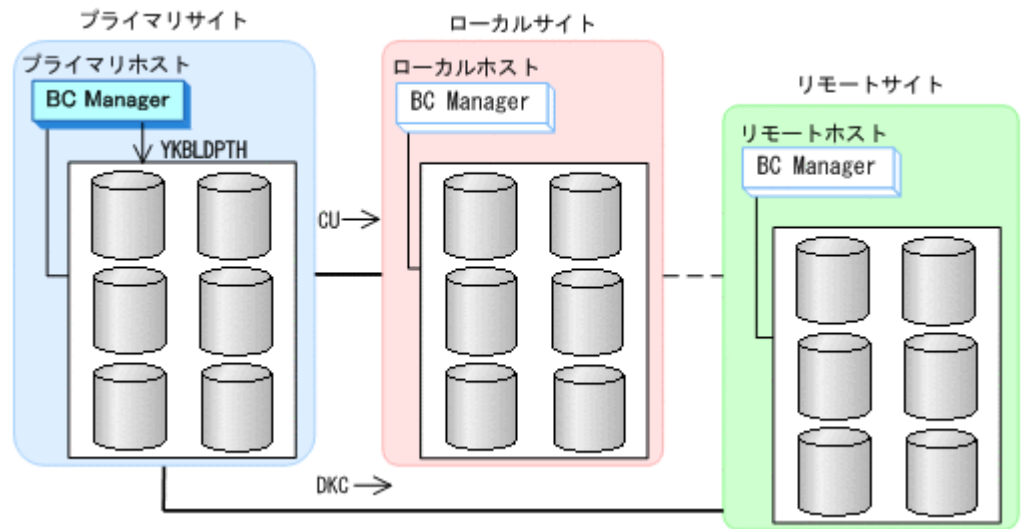 プライマリサイト
プライマリホスト
BC Manager
YKBLDPTH
CU
DKC
ローカルサイト
ローカルホスト
BC Manager
リモートサイト
リモートホスト
BC Manager